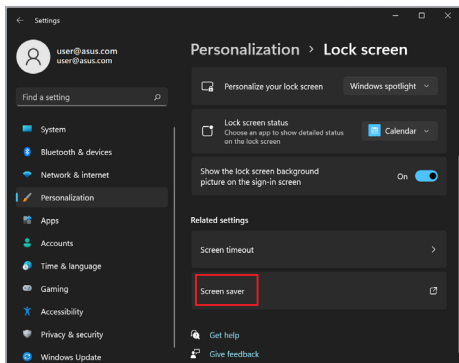 Settings
user@asus.com
user@asus.com
Find a setting
System
Bluetooth & devices
Network & internet
Personalization
Apps
Accounts
Time & language
Gaming
Accessibility
Privacy & security
Windows Update
Personalization > Lock screen
Personalize your lock screen
Windows spotlight
Lock screen status
Choose an app to show detailed status
on the lock screen
Calendar
Show the lock screen background
picture on the sign-in screen
On
Related settings
Screen timeout
Screen saver
Get help
Give feedback